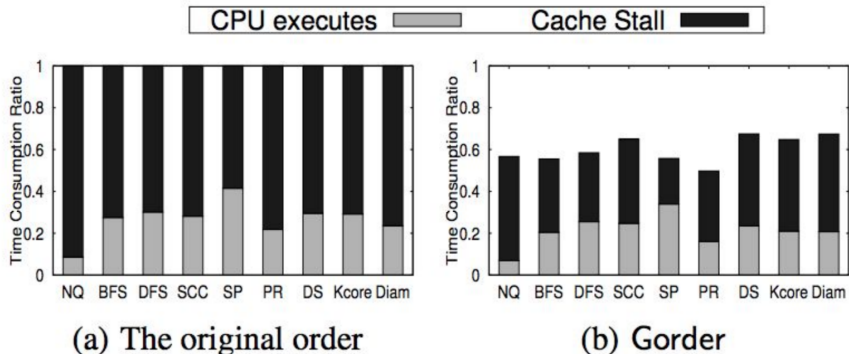 CPU executes Cache Stall
Time Consumption Ratio
1
0.8
0.6
0.4
0.2
0
NQ BFS DFS SCC SP PR DS Kcore Diam
(a) The original order
Time Consumption Ratio
1
0.8
0.6
0.4
0.2
0
NQ BFS DFS SCC SP PR DS Kcore Diam
(b) Gorder